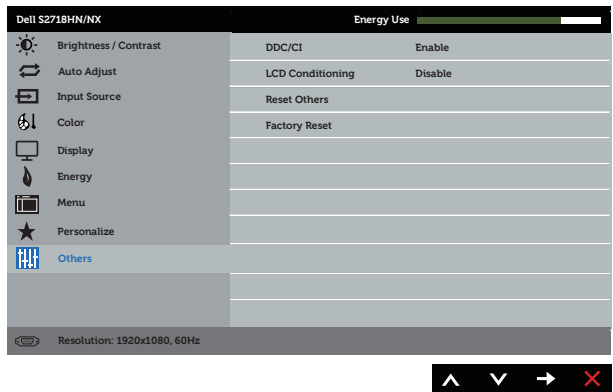 Dell S2718HN/NX Energy Use
Brightness / Contrast DDC/CI Enable
Auto Adjust LCD Conditioning Disable
Input Source Reset Others
Color Factory Reset
Display
Energy
Menu
Personalize
Others
Resolution: 1920x1080, 60Hz